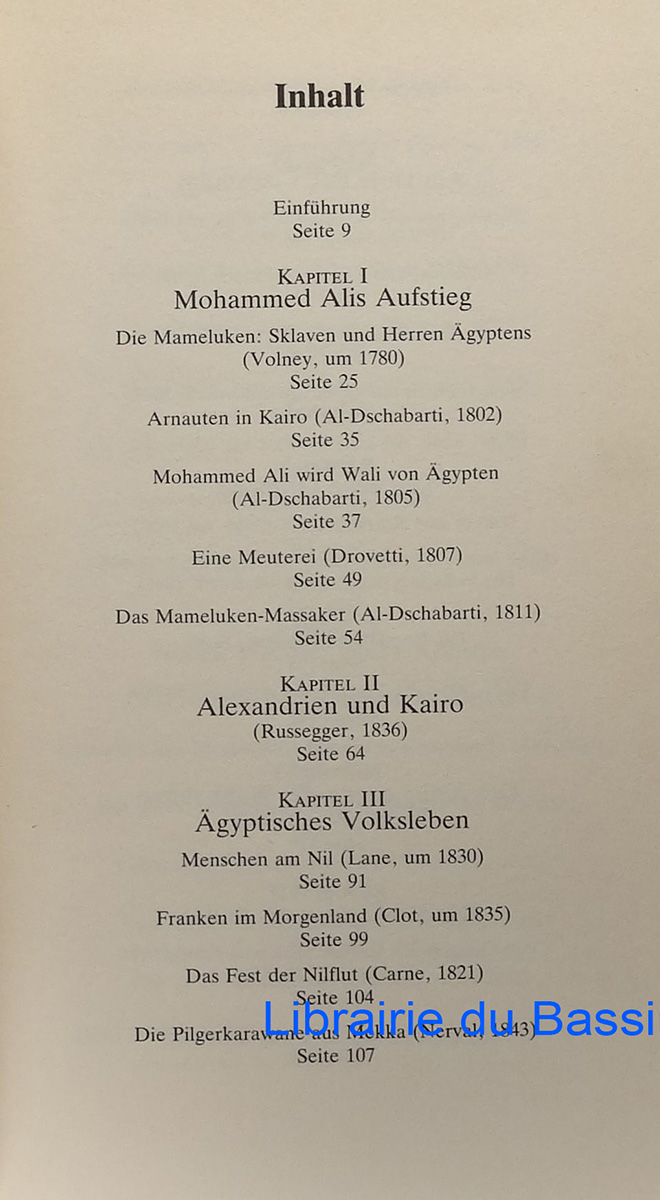 Inhalt
Einführung
Seite 9
KAPITEL I
Mohammed Alis Aufstieg
Die Mameluken: Sklaven und Herren Ägyptens
(Volney, um 1780)
Seite 25
Arnauten in Kairo (Al-Dschabarti, 1802)
Seite 35
Mohammed Ali wird Wali von Ägypten
(Al-Dschabarti, 1805)
Seite 37
Eine Meuterei (Drovetti, 1807)
Seite 49
Das Mameluken-Massaker (Al-Dschabarti, 1811)
Seite 54
KAPITEL II
Alexandrien und Kairo
(Russegger, 1836)
Seite 64
KAPITEL III
Ägyptisches Volksleben
Menschen am Nil (Lane, um 1830)
Seite 91
Franken im Morgenland (Clot, um 1835)
Seite 99
Das Fest der Nilflut (Carne, 1821)
Seite 104
Librairie du Bassi
Die Pilgerkarawane aus Mekka (Nerval, 1843)
Seite 107